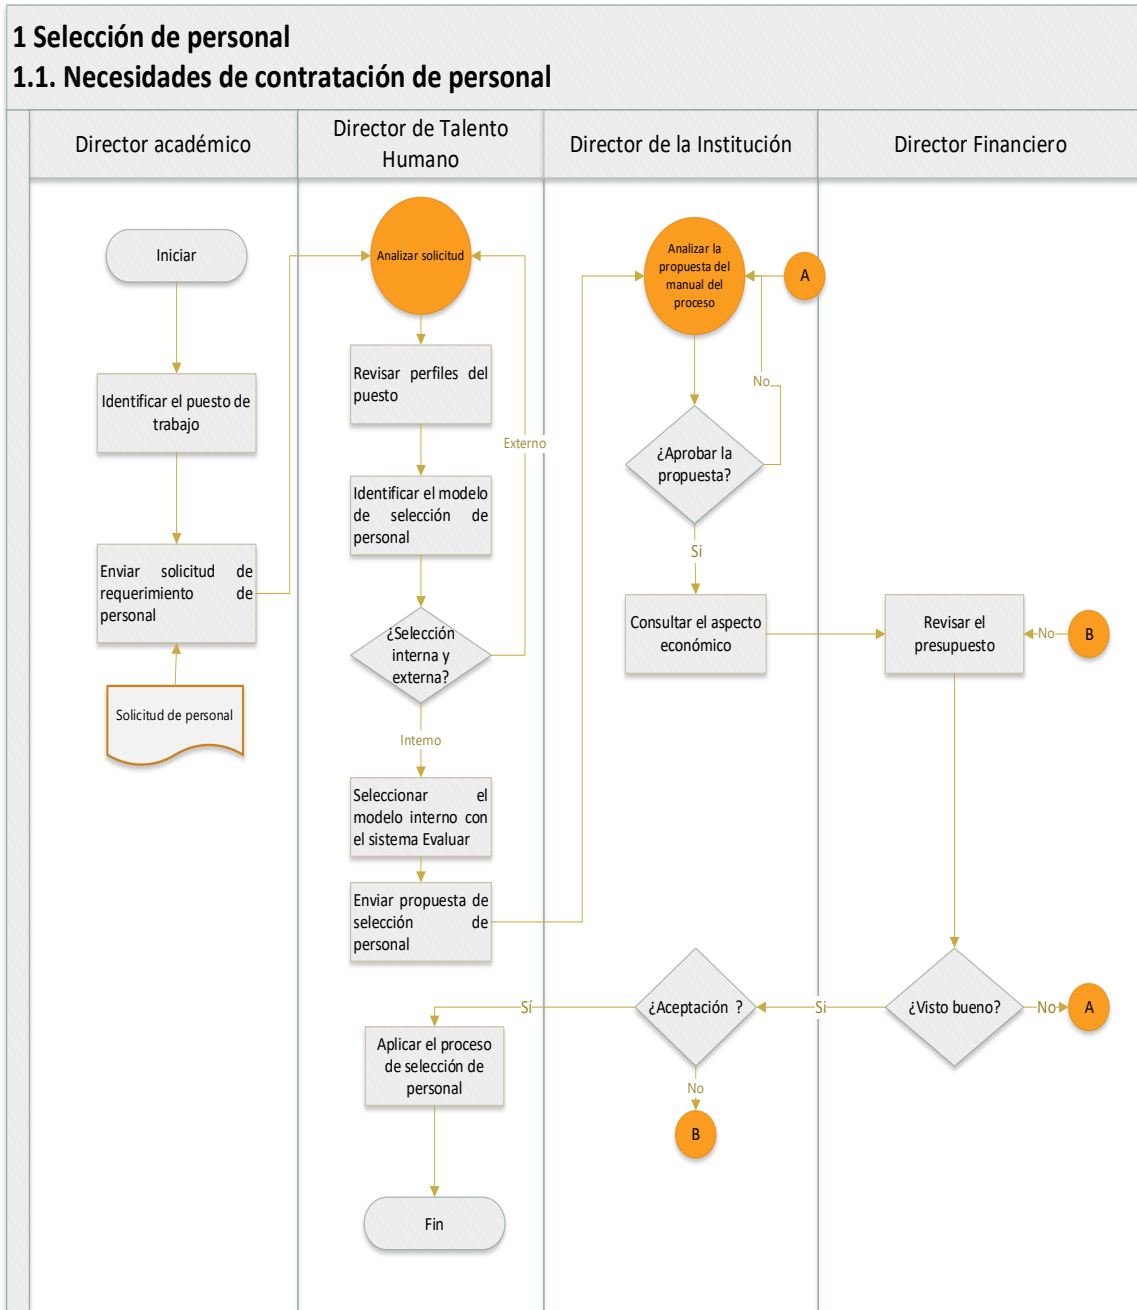 1 Selección de personal
1.1. Necesidades de contratación de personal
Director académico
Director de Talento
Humano
Director de la Institución
Director Financiero
Iniciar
Identificar el puesto de
trabajo
Enviar solicitud de
requerimiento de
personal
Solicitud de personal
Analizar solicitud
Revisar perfiles del
puesto
Identificar el modelo
de selección de
personal
Externo
¿Selección
interna y
externa?
Interno
Seleccionar el
modelo interno con
el sistema Evaluar
Enviar propuesta de
selección de
personal
Analizar la
propuesta del
manual del
proceso
A
No
¿Aprobar la
propuesta?
Si
Consultar el aspecto
económico
Revisar el
presupuesto
No
B
¿Visto bueno?
No
A
Si
¿Aceptación ?
No
B
Sí
Aplicar el proceso
de selección de
personal
Fin